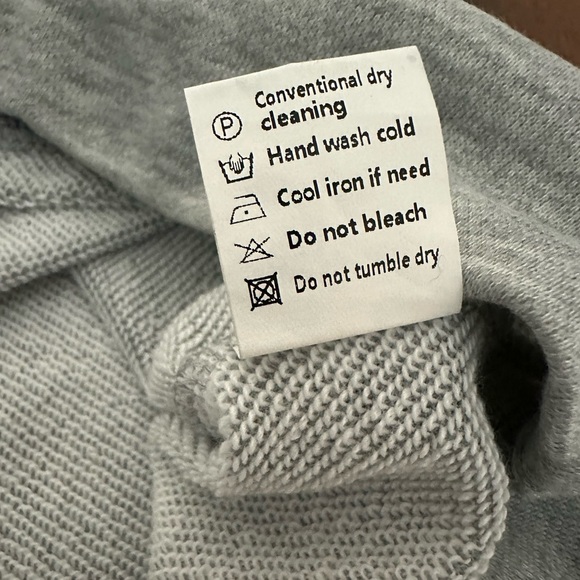 Conventional dry
cleaning
Hand wash cold
Cool iron if need
Do not bleach
Do not tumble dry